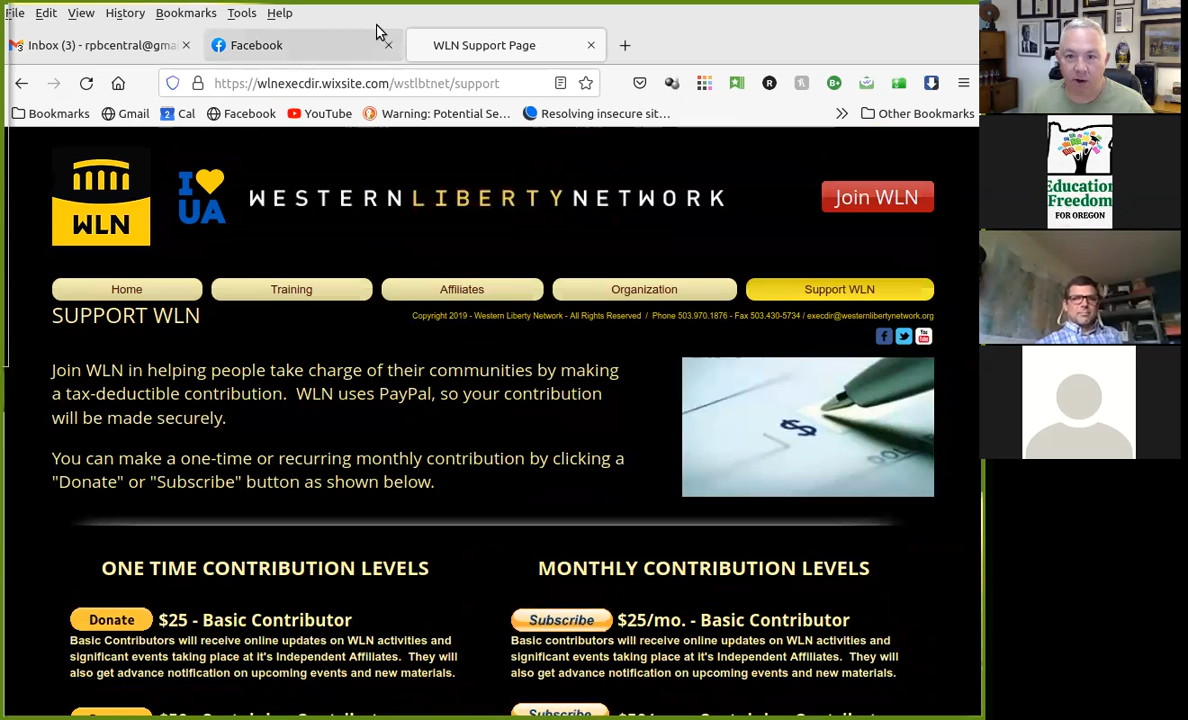 File Edit View History Bookmarks Tools Help
Inbox (3) - rpbcentral@gma
Facebook
WLN Support Page
https://wlnexecdir.wixsite.com/wstlbtnet/support
Bookmarks Gmail Cal Facebook YouTube Warning: Potential Se... Resolving insecure sit... Other Bookmarks
WLN
I UA
WESTERNLIBERTYNETWORK
Join WLN
Home Training Affiliates Organization Support WLN
SUPPORT WLN
Copyright 2019 - Western Liberty Network - All Rights Reserved / Phone 503.970.1876 - Fax 503.430-5734 / execdir@westernlibertynetwork.org
Join WLN in helping people take charge of their communities by making
a tax-deductible contribution. WLN uses PayPal, so your contribution
will be made securely.
You can make a one-time or recurring monthly contribution by clicking a
"Donate" or "Subscribe" button as shown below.
$
ONE TIME CONTRIBUTION LEVELS
Donate $25 - Basic Contributor
Basic Contributors will receive online updates on WLN activities and
significant events taking place at it's Independent Affiliates. They will
also get advance notification on upcoming events and new materials.
MONTHLY CONTRIBUTION LEVELS
Subscribe $25/mo. - Basic Contributor
Basic contributors will receive online updates on WLN activities and
significant events taking place at it's Independent Affiliates. They will
also get advance notification on upcoming events and new materials.
Subscribe
Education
Freedom
FOR OREGON